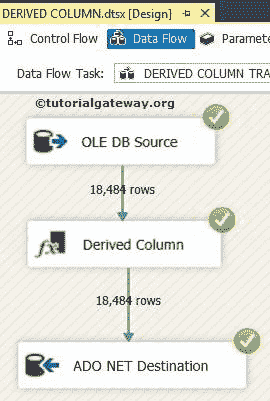 DERIVED COLUMN.dtsx [Design]
Control Flow
Data Flow
Paramete
Data Flow Task:
DERIVED COLUMN TRA
©tutorialgateway.org
OLE DB Source
18,484 rows
fx
Derived Column
18,484 rows
ADO NET Destination